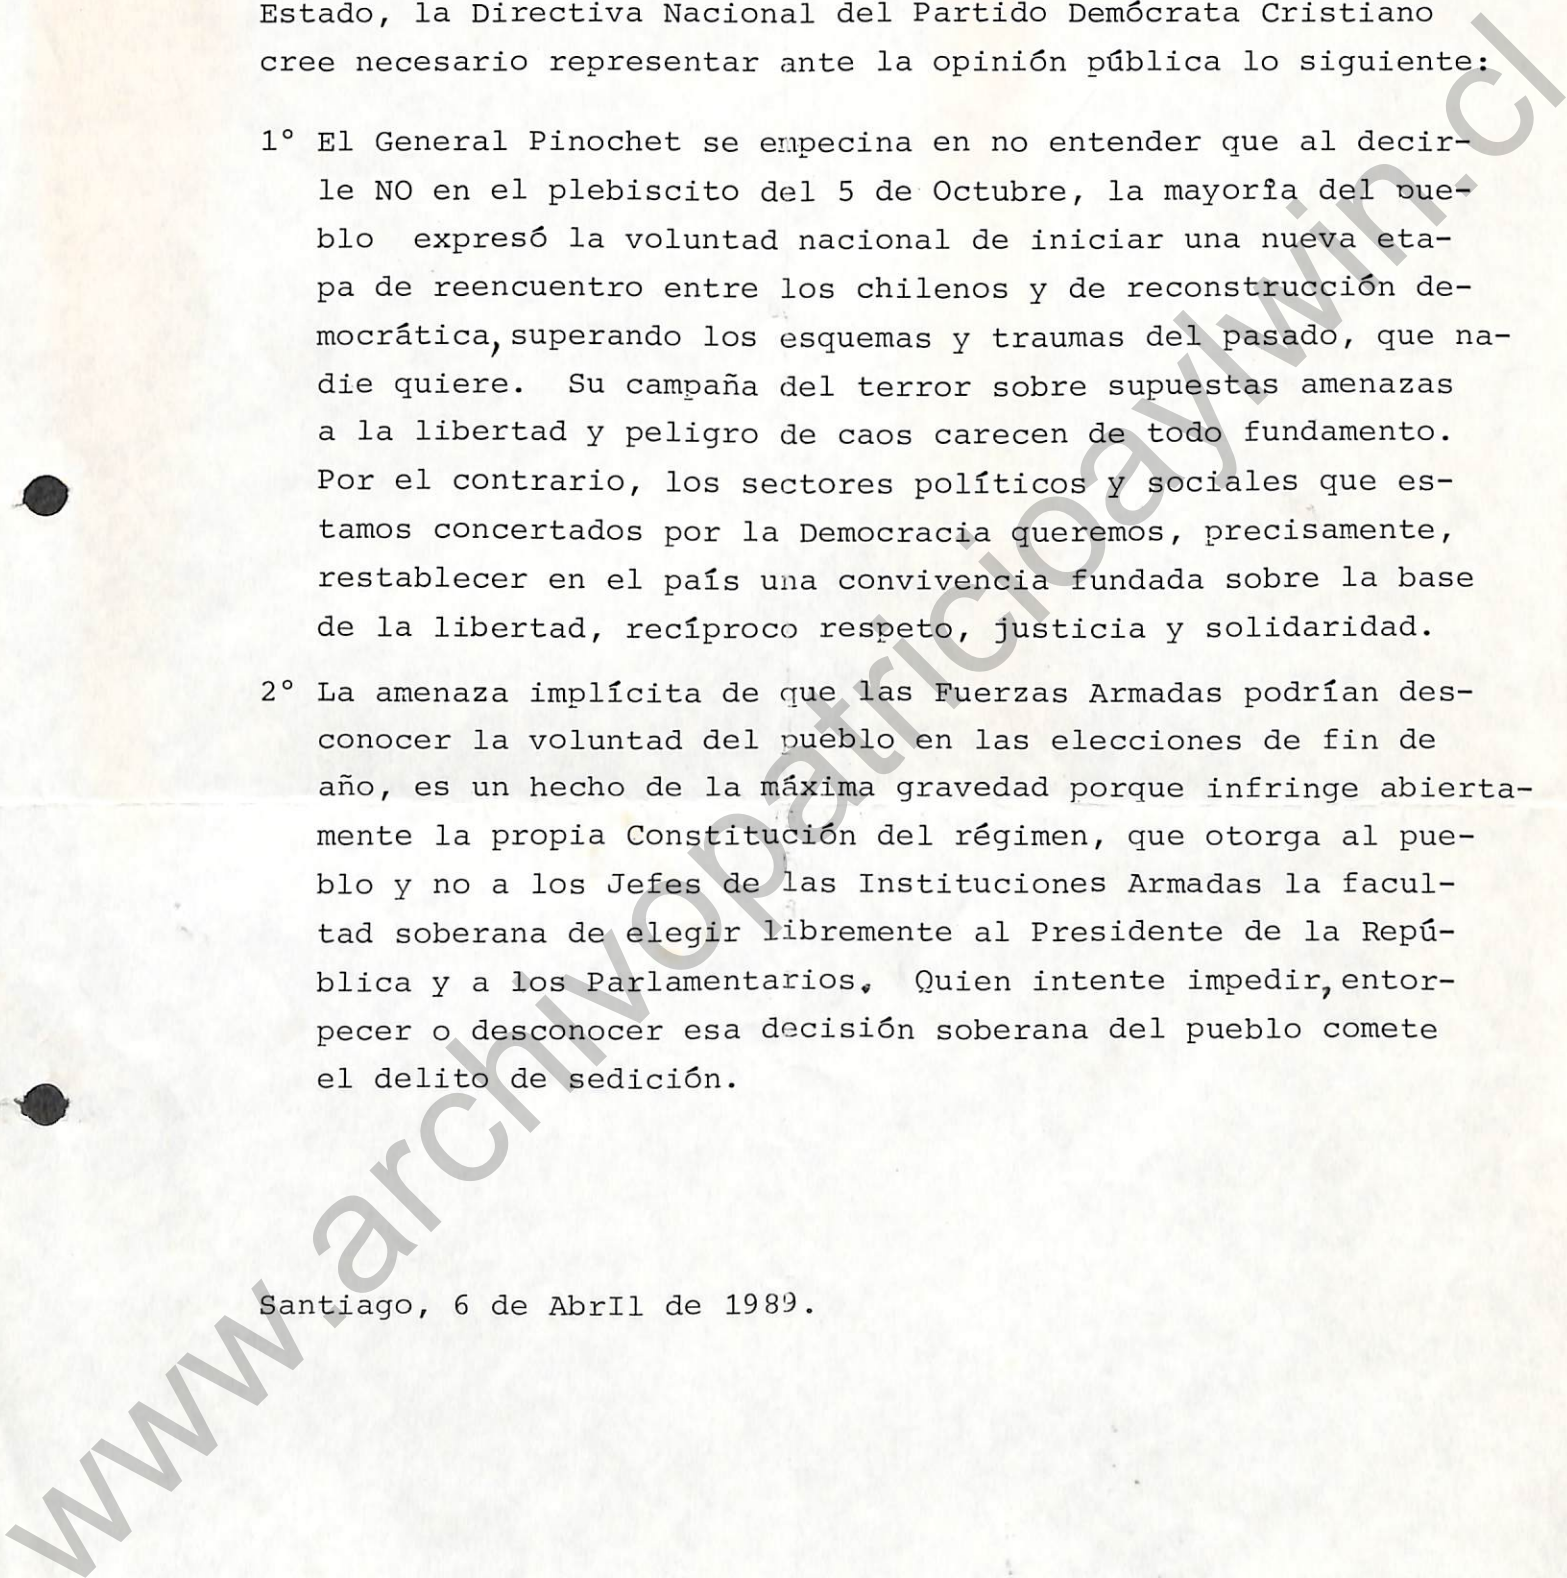 Estado, la Directiva Nacional del Partido Demócrata Cristiano
cree necesario representar ante la opinión pública lo siguiente:
1° El General Pinochet se empecina en no entender que al decir-
le NO en el plebiscito del 5 de Octubre, la mayoría del pue-
blo expresó la voluntad nacional de iniciar una nueva eta-
pa de reencuentro entre los chilenos y de reconstrucción de-
mocrática, superando los esquemas y traumas del pasado, que na-
die quiere. Su campaña del terror sobre supuestas amenazas
a la libertad y peligro de caos carecen de todo fundamento.
Por el contrario, los sectores políticos y sociales que es-
tamos concertados por la Democracia queremos, precisamente,
restablecer en el país una convivencia fundada sobre la base
de la libertad, recíproco respeto, justicia y solidaridad.
2° La amenaza implícita de que las Fuerzas Armadas podrían des-
conocer la voluntad del pueblo en las elecciones de fin de
año, es un hecho de la máxima gravedad porque infringe abierta-
mente la propia Constitución del régimen, que otorga al pue-
blo y no a los Jefes de las Instituciones Armadas la facul-
tad soberana de elegir libremente al Presidente de la Repú-
blica y a los Parlamentarios. Quien intente impedir, entor-
pecer o desconocer esa decisión soberana del pueblo comete
el delito de sedición.
Santiago, 6 de AbrIl de 1989.
www.archivopatricioaylwin.cl